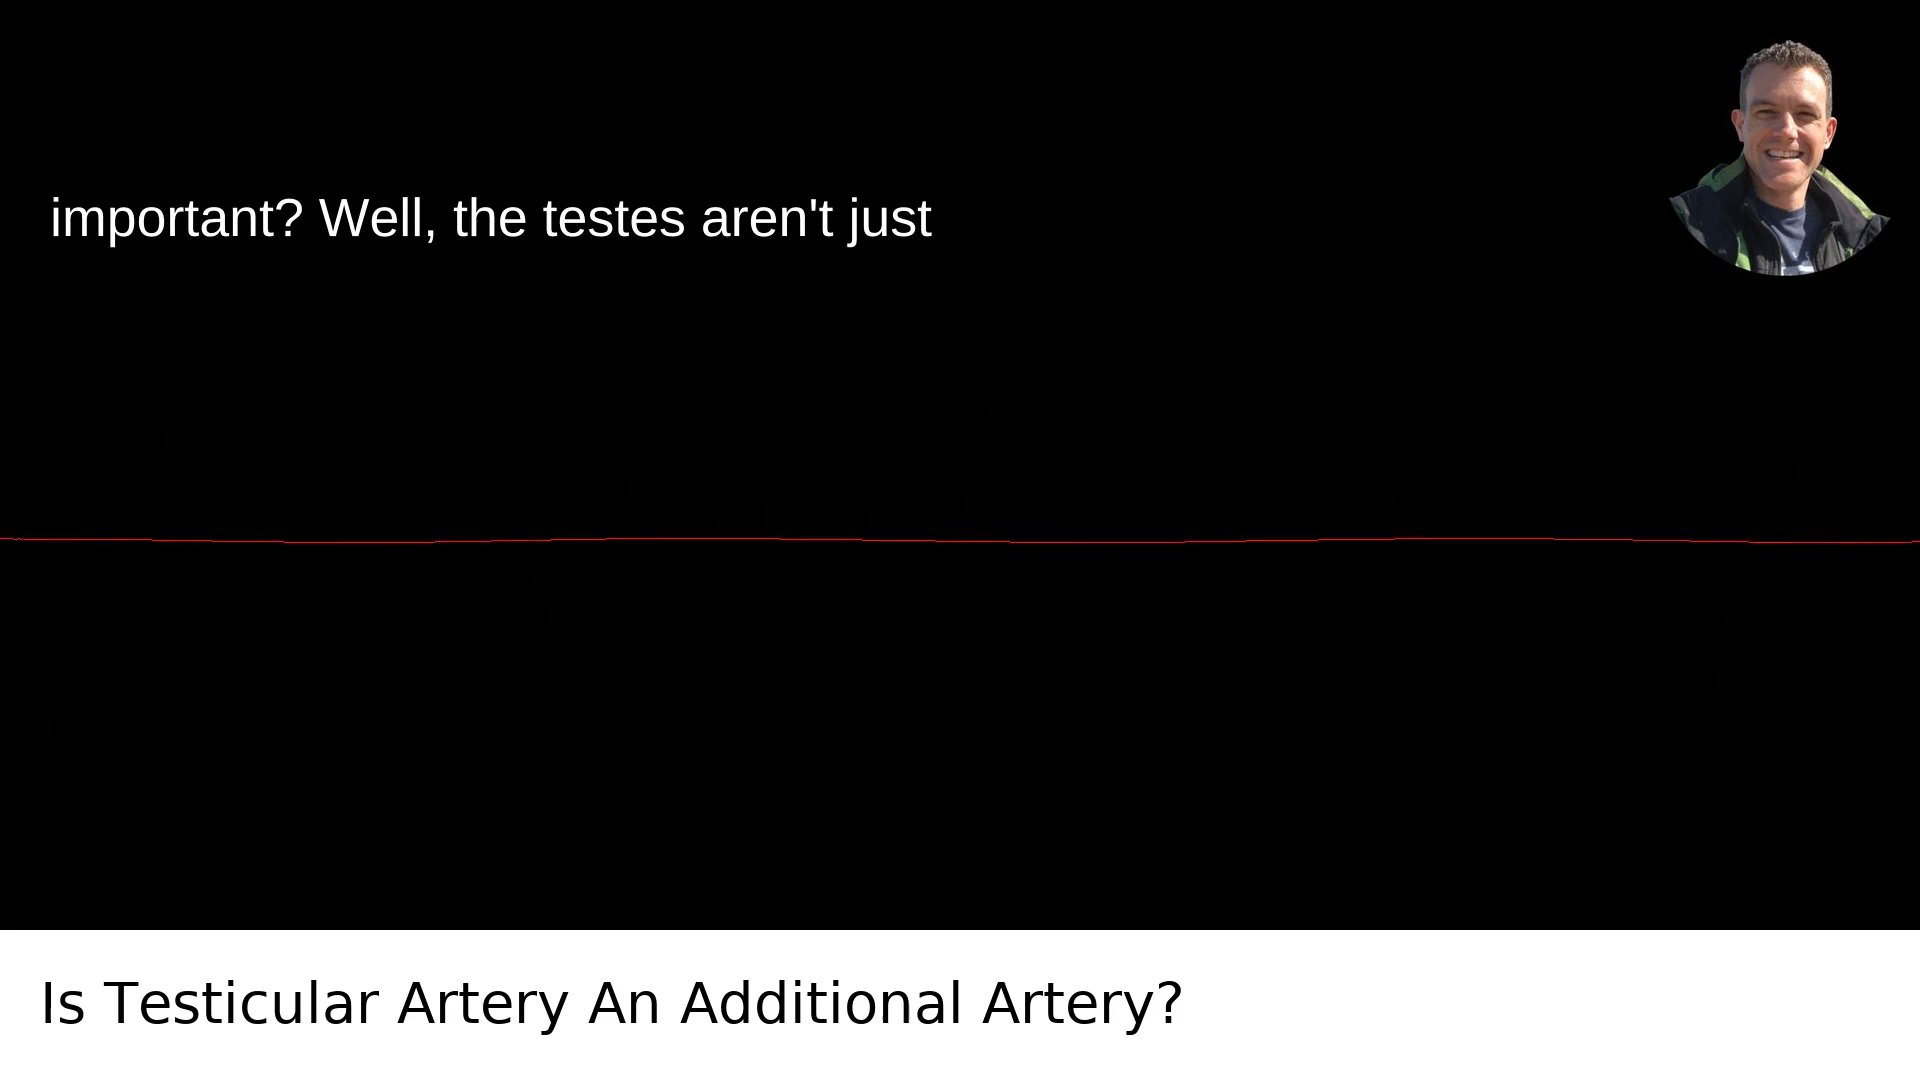 important? Well, the testes aren't just
Is Testicular Artery An Additional Artery?